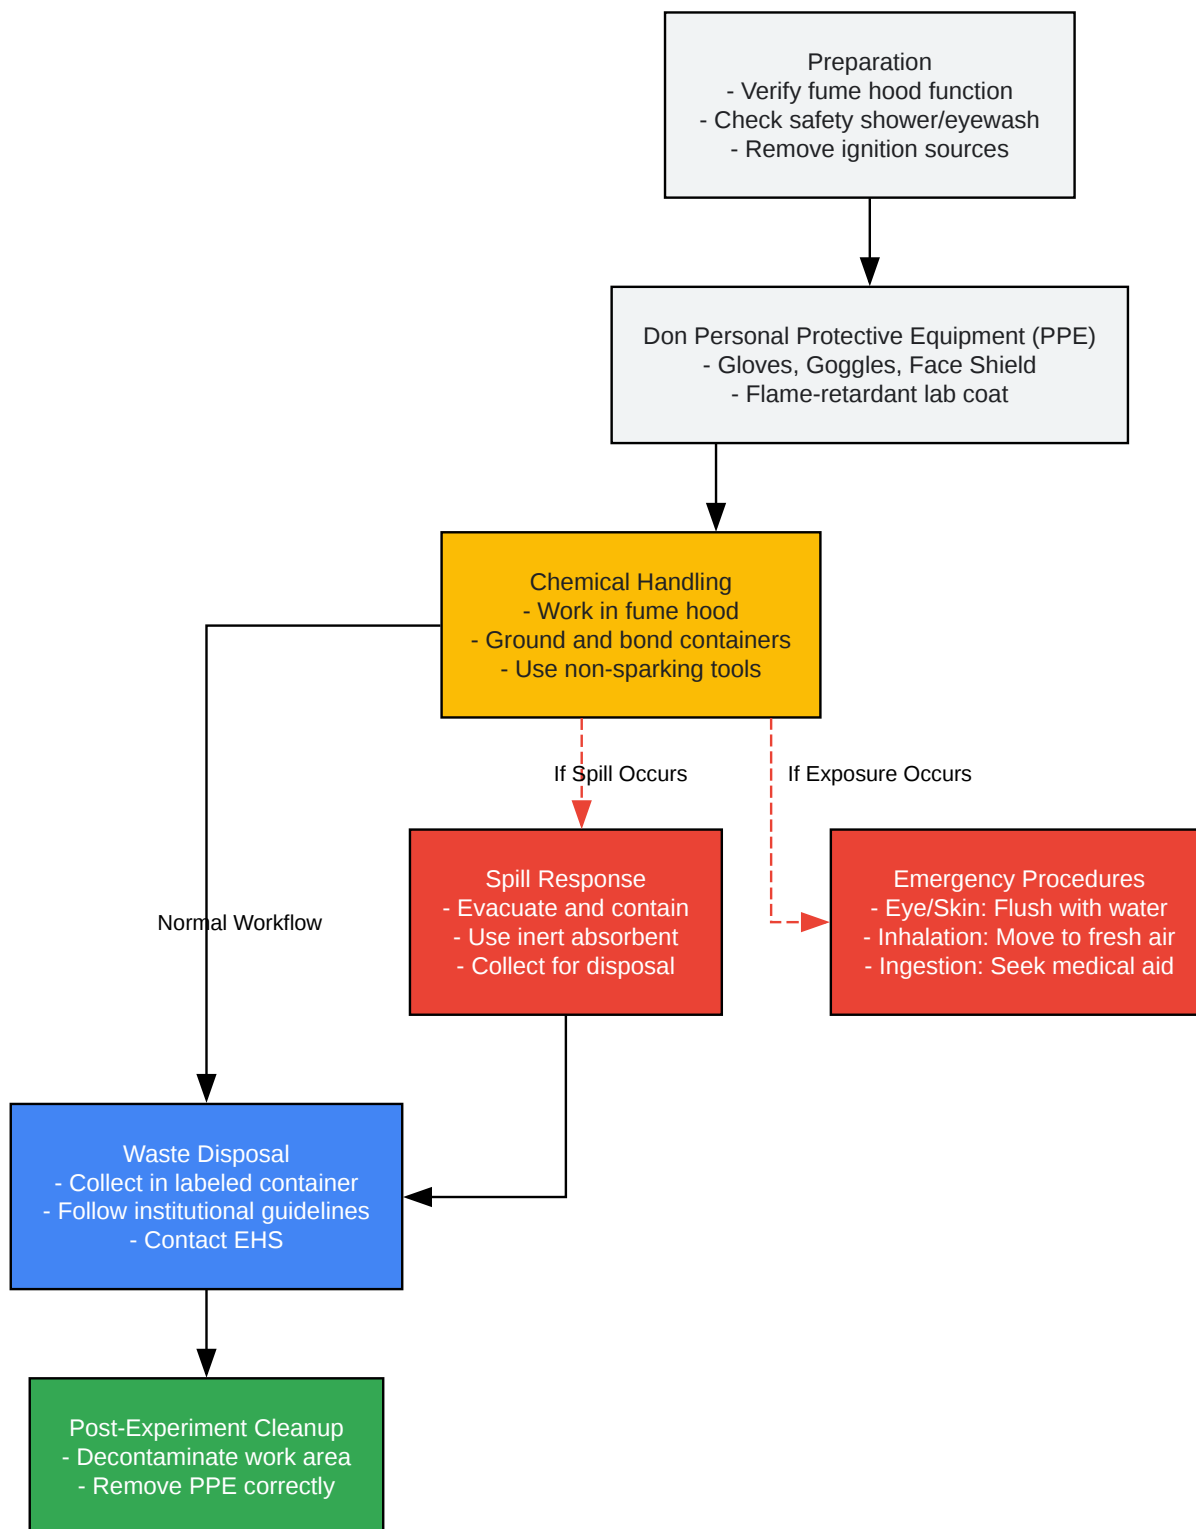 Preparation
- Verify fume hood function
- Check safety shower/eyewash
- Remove ignition sources
Don Personal Protective Equipment (PPE)
- Gloves, Goggles, Face Shield
- Flame-retardant lab coat
Chemical Handling
- Work in fume hood
- Ground and bond containers
- Use non-sparking tools
If Spill Occurs
If Exposure Occurs
Normal Workflow
Spill Response
- Evacuate and contain
- Use inert absorbent
- Collect for disposal
Emergency Procedures
- Eye/Skin: Flush with water
- Inhalation: Move to fresh air
- Ingestion: Seek medical aid
Waste Disposal
- Collect in labeled container
- Follow institutional guidelines
- Contact EHS
Post-Experiment Cleanup
- Decontaminate work area
- Remove PPE correctly